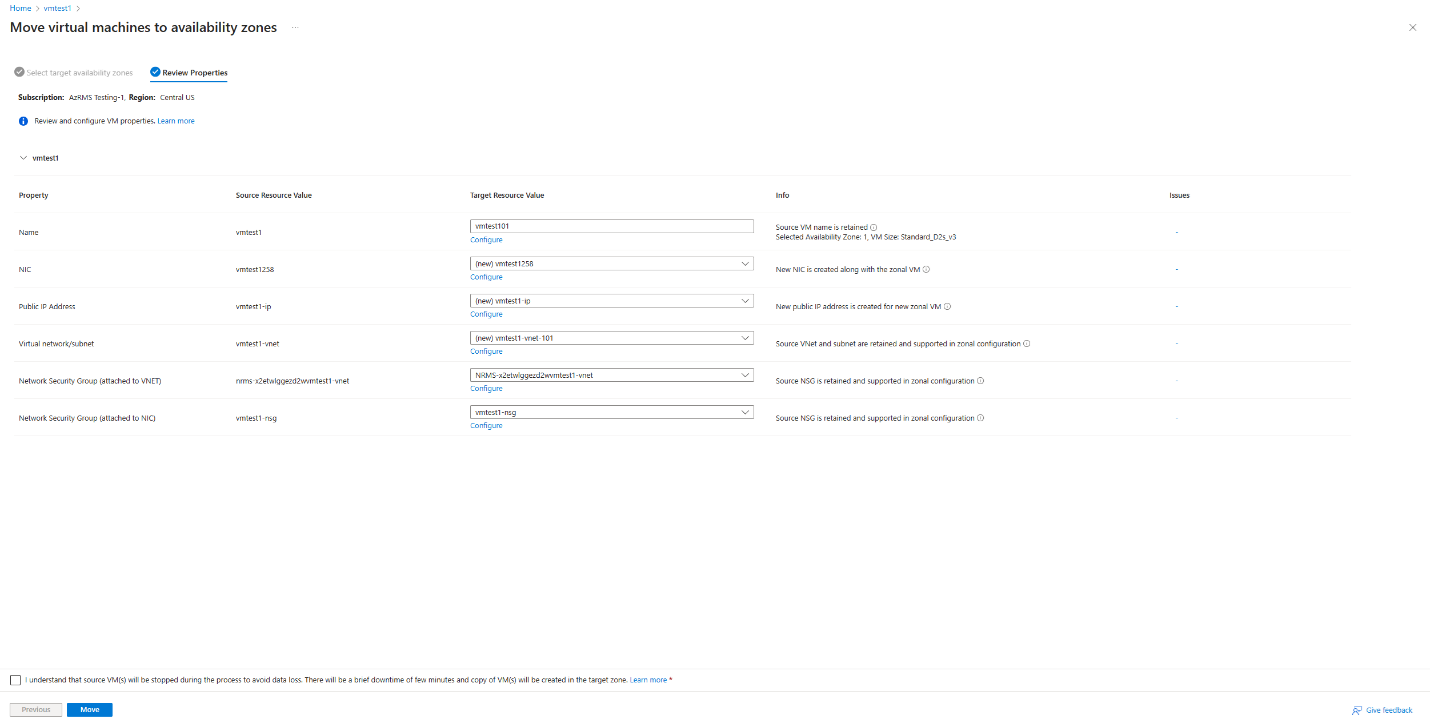 Home > vmtest1 >
Move virtual machines to availability zones ...
Select target availability zones Review Properties
Subscription: AzRMS Testing-1, Region: Central US
Review and configure VM properties. Learn more
vmtest1
Property Source Resource Value Target Resource Value Info Issues
Name vmtest1 vmtest101 Source VM name is retained
Configure Selected Availability Zone: 1, VM Size: Standard_D2s_v3 -
NIC vmtest1258 (new) vmtest1258 New NIC is created along with the zonal VM -
Configure
Public IP Address vmtest1-ip (new) vmtest1-ip New public IP address is created for new zonal VM -
Configure
Virtual network/subnet vmtest1-vnet (new) vmtest1-vnet-101 Source VNet and subnet are retained and supported in zonal configuration -
Configure
Network Security Group (attached to VNET) nrms-x2etwlggezd2wvmtest1-vnet NRMS-x2etwlggezd2wvmtest1-vnet Source NSG is retained and supported in zonal configuration -
Configure
Network Security Group (attached to NIC) vmtest1-nsg vmtest1-nsg Source NSG is retained and supported in zonal configuration -
Configure
I understand that source VM(s) will be stopped during the process to avoid data loss. There will be a brief downtime of few minutes and copy of VM(s) will be created in the target zone. Learn more *
Previous Move Give feedback